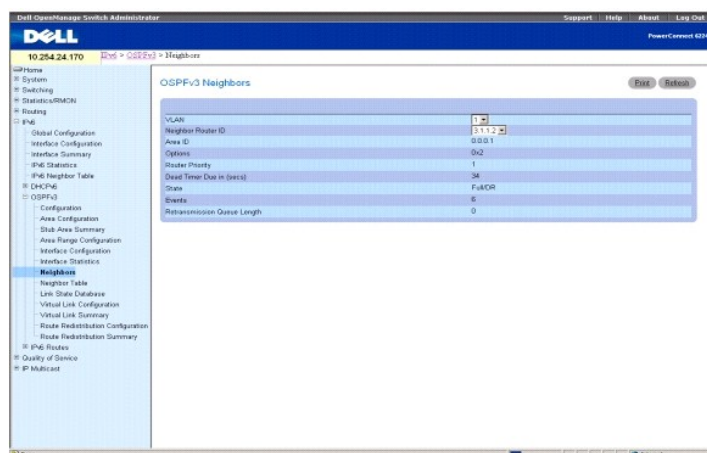 Dell OpenManage Switch Administrator
Support Help About Log Out
DELL
PowerConnect 6224
10.254.24.170
IPv6 > OSPFv3 > Neighbors
Home
System
Switching
Statistics/RMON
Routing
IPv6
Global Configuration
Interface Configuration
Interface Summary
IPv6 Statistics
IPv6 Neighbor Table
DHCPv6
OSPFv3
Configuration
Area Configuration
Stub Area Summary
Area Range Configuration
Interface Configuration
Interface Statistics
Neighbors
Neighbor Table
Link State Database
Virtual Link Configuration
Virtual Link Summary
Route Redistribution Configuration
Route Redistribution Summary
IPv6 Routes
Quality of Service
IP Multicast
OSPFv3 Neighbors
Print Refresh
VLAN 1
Neighbor Router ID 3.1.1.2
Area ID 0.0.0.1
Options 0x2
Router Priority 1
Dead Timer Due in (secs) 34
State Full/DR
Events 6
Retransmission Queue Length 0